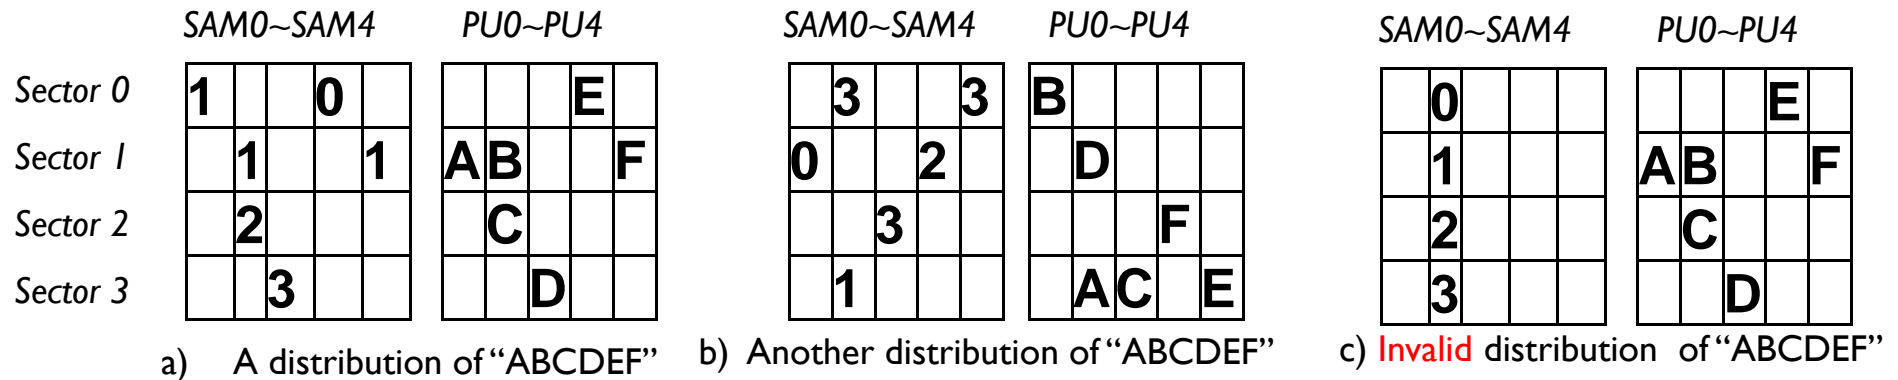 SAM0~SAM4 PU0~PU4 SAM0~SAM4 PU0~PU4 SAM0~SAM4 PU0~PU4
Sector 0 1 0 E 3 3 B 0 E
Sector 1 1 1 A B F 0 2 D 1 A B F
Sector 2 2 C 3 F 2 C
Sector 3 3 D 1 A C E 3 D
a) A distribution of “ABCDEF” b) Another distribution of “ABCDEF” c) Invalid distribution of “ABCDEF”